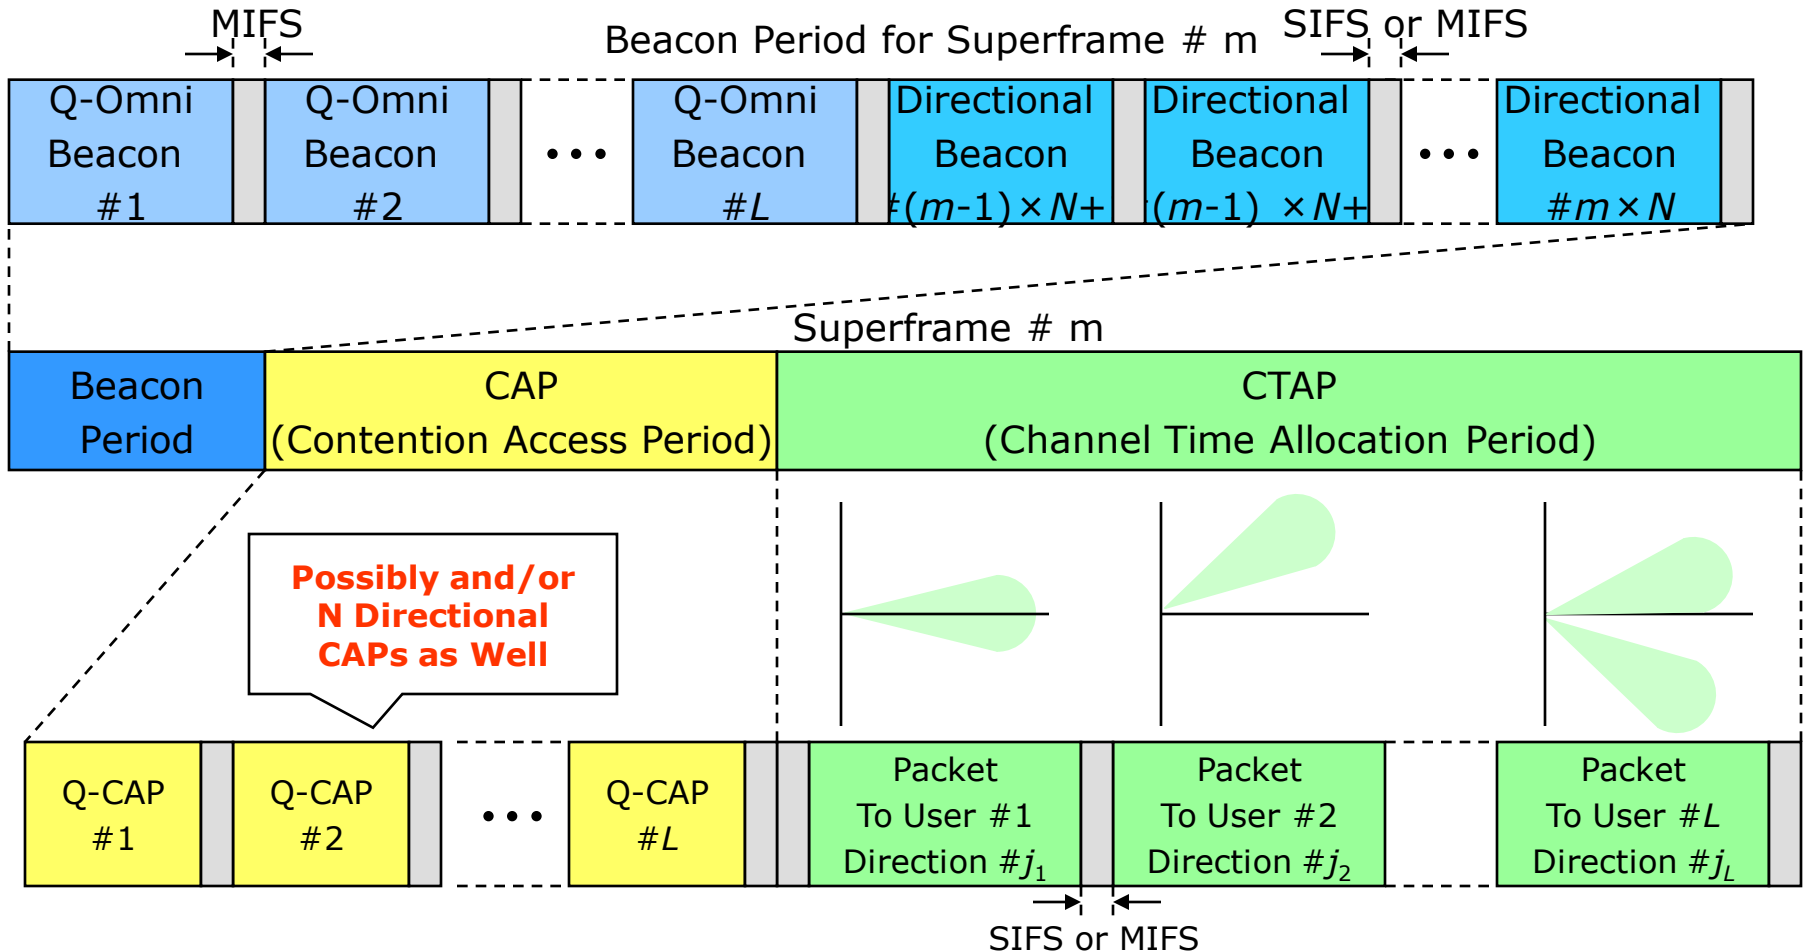 MIFS
Beacon Period for Superframe # m
SIFS or MIFS
Q-Omni
Beacon
#1
Q-Omni
Beacon
#2
•••
Q-Omni
Beacon
#L
Directional
Beacon
#(m-1)×N+
Directional
Beacon
(m-1) ×N+
•••
Directional
Beacon
#m×N
Superframe # m
Beacon
Period
CAP
(Contention Access Period)
CTAP
(Channel Time Allocation Period)
Possibly and/or
N Directional
CAPs as Well
Q-CAP
#1
Q-CAP
#2
•••
Q-CAP
#L
Packet
To User #1
Direction #j₁
Packet
To User #2
Direction #j₂
Packet
To User #L
Direction #j_L
SIFS or MIFS